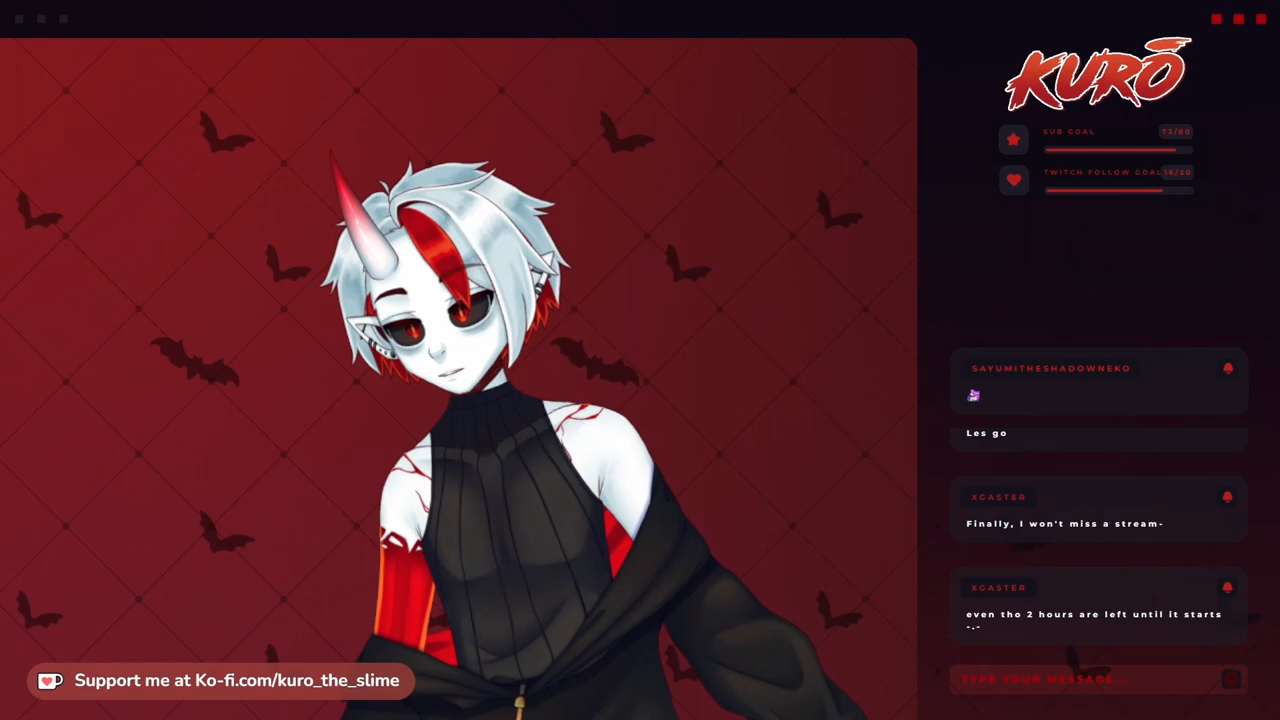 KURŌ
SUB GOAL 72/80
TWITCH FOLLOW GOAL 16/20
SAYUMITHESHADOWNEKO
Les go
XGASTER
Finally, I won't miss a stream-
XGASTER
even tho 2 hours are left until it starts
-.-
TYPE YOUR MESSAGE...
Support me at Ko-fi.com/kuro_the_slime